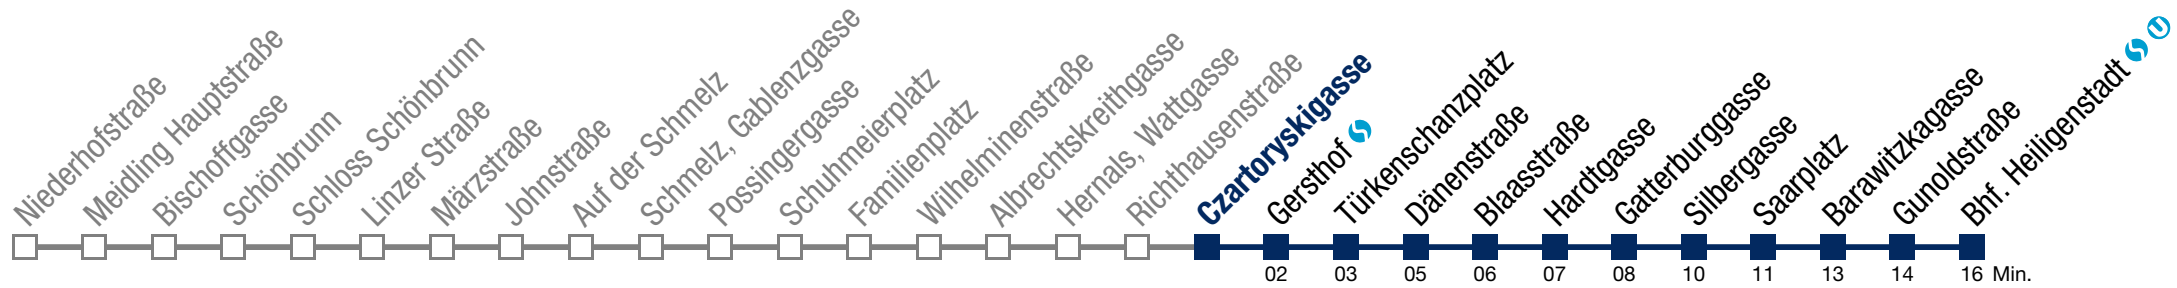 Niederhofstraße
Meidling Hauptstraße
Bischoffgasse
Schönbrunn
Schloss Schönbrunn
Linzer Straße
Märzstraße
Johnstraße
Auf der Schmelz
Schmelz, Gablenzgasse
Possingergasse
Schuhmeierplatz
Familienplatz
Wilhelminenstraße
Albrechtskreithgasse
Hernals, Wattgasse
Richthausenstraße
Czartoryskigasse
Gersthof S
Türkenschanzplatz
Dänenstraße
Blaasstraße
Hardtgasse
Gatterburggasse
Silbergasse
Saarplatz
Barawitzkagasse
Gunoldstraße
Bhf. Heiligenstadt S U
02 03 05 06 07 08 10 11 13 14 16 Min.